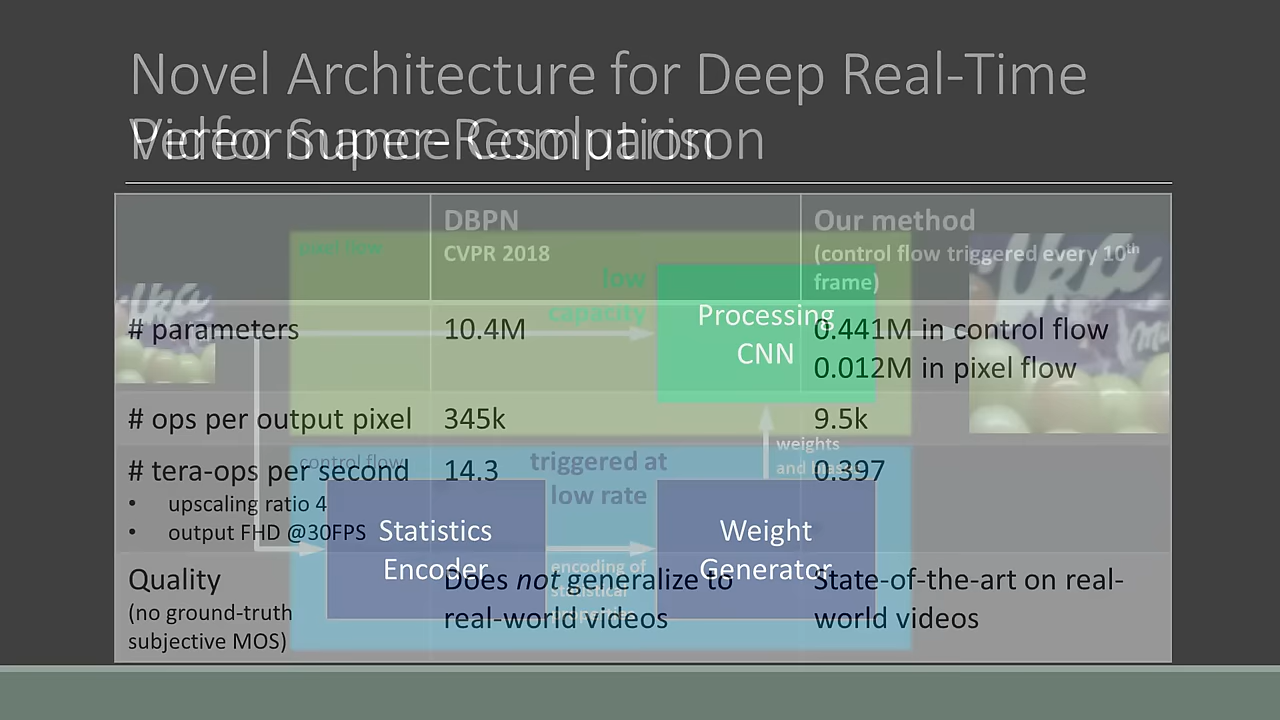 Novel Architecture for Deep Real-Time
Video Super-Resolution
Performance Comparison
DBPN
CVPR 2018
Our method
(control flow triggered every 10th
frame)
# parameters
10.4M
0.441M in control flow
0.012M in pixel flow
# ops per output pixel
345k
9.5k
# tera-ops per second
14.3
0.397
• upscaling ratio 4
• output FHD @30FPS
Quality
(no ground-truth
subjective MOS)
Does not generalize to
real-world videos
State-of-the-art on real-
world videos
pixel flow
low
capacity
Processing
CNN
weights
and biases
control flow
triggered at
low rate
Statistics
Encoder
encoding of
statistical
properties
Weight
Generator